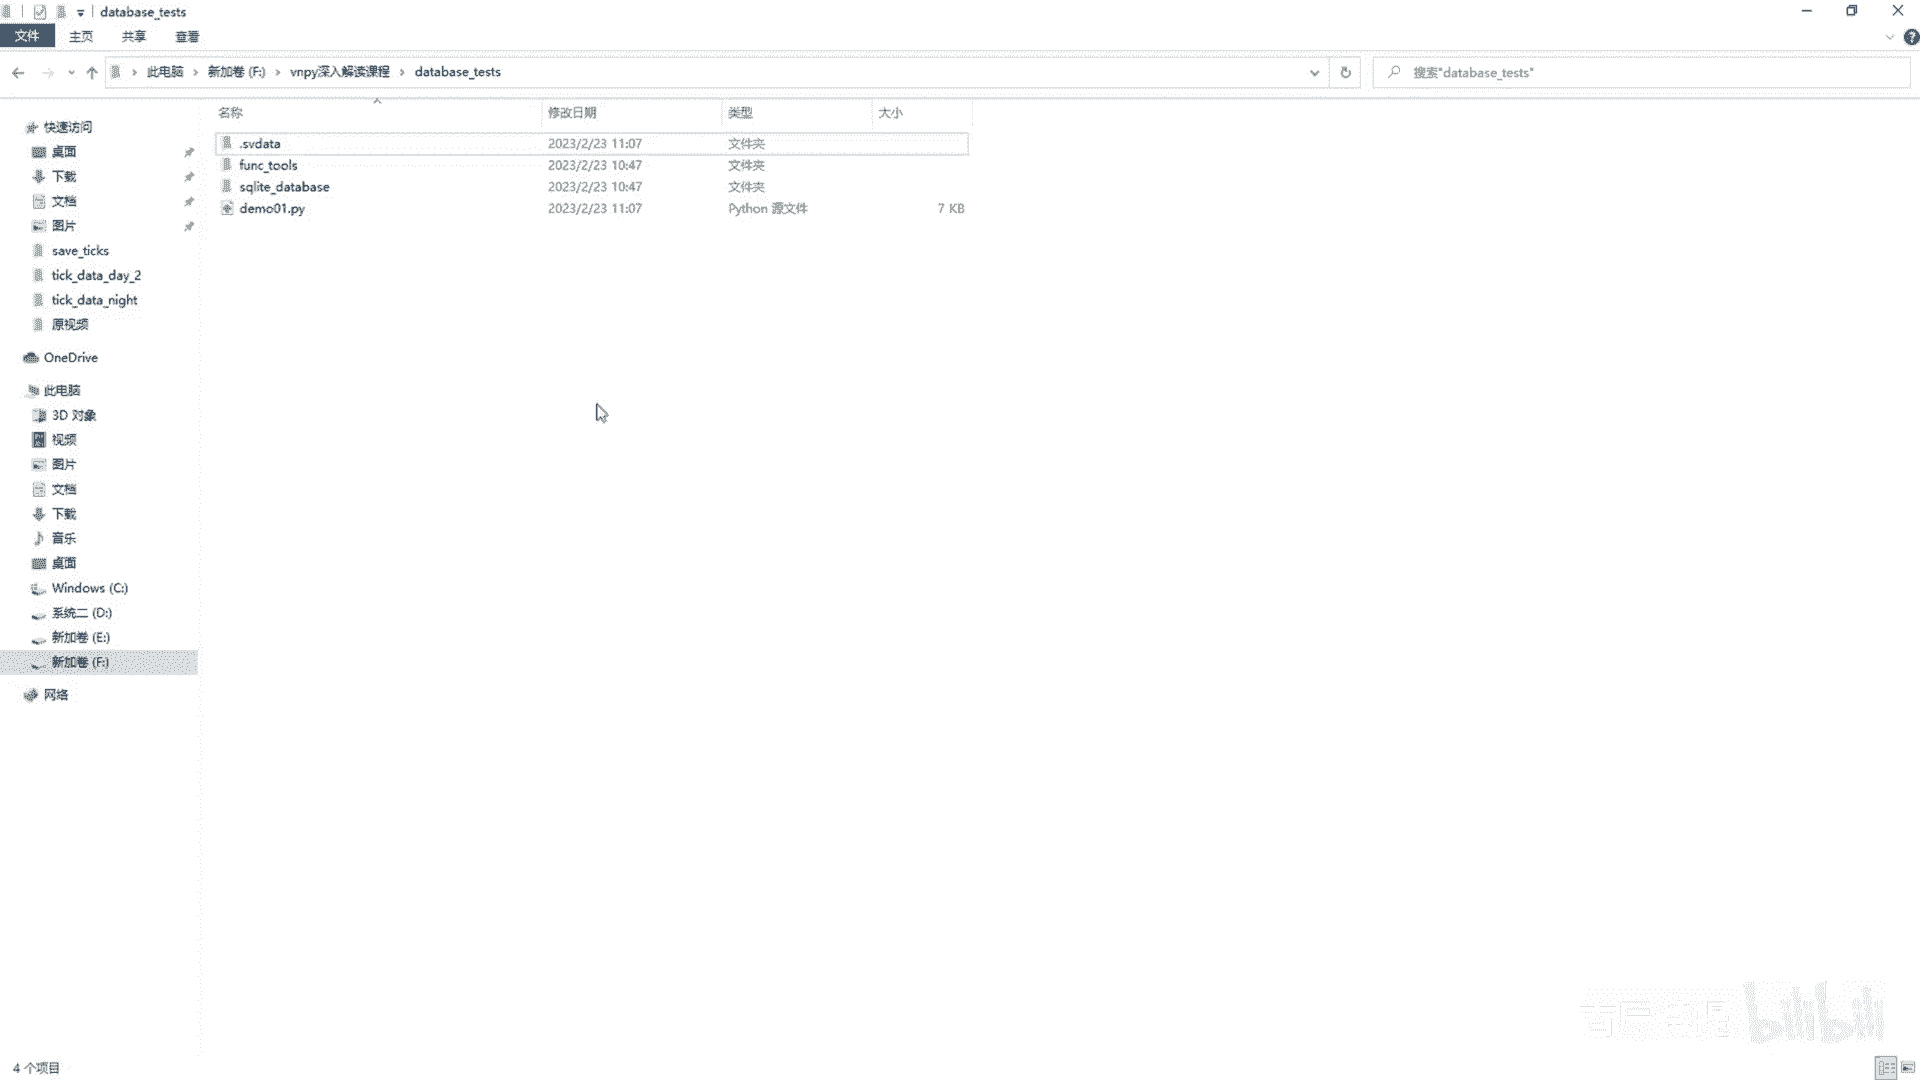 database_tests
文件 主页 共享 查看
此电脑 › 新加卷 (F:) › vnpy深入解读课程 › database_tests
搜索"database_tests"
名称 修改日期 类型 大小
.svdata 2023/2/23 11:07 文件夹
func_tools 2023/2/23 10:47 文件夹
sqlite_database 2023/2/23 10:47 文件夹
demo01.py 2023/2/23 11:07 Python 源文件 7 KB
快速访问
桌面
下载
文档
图片
save_ticks
tick_data_day_2
tick_data_night
原视频
OneDrive
此电脑
3D 对象
视频
图片
文档
下载
音乐
桌面
Windows (C:)
系统二 (D:)
新加卷 (E:)
新加卷 (F:)
网络
bilibili
4 个项目